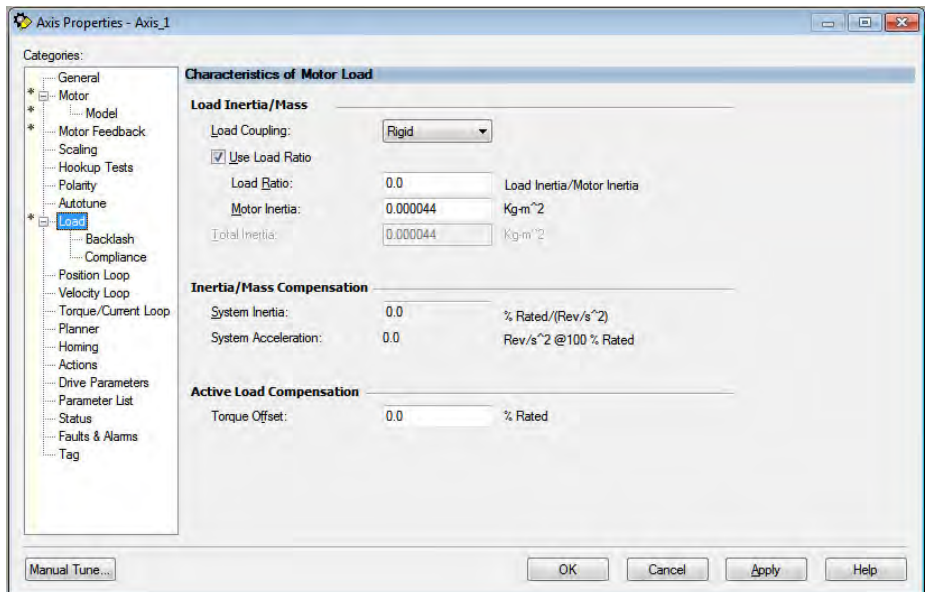 Axis Properties - Axis_1
Categories:
General
* Motor
* Model
* Motor Feedback
Scaling
Hookup Tests
Polarity
Autotune
* Load
Backlash
Compliance
Position Loop
Velocity Loop
Torque/Current Loop
Planner
Homing
Actions
Drive Parameters
Parameter List
Status
Faults & Alarms
Tag
Characteristics of Motor Load
Load Inertia/Mass
Load Coupling: Rigid
Use Load Ratio
Load Ratio: 0.0 Load Inertia/Motor Inertia
Motor Inertia: 0.000044 Kg-m^2
Total Inertia: 0.000044 Kg-m^2
Inertia/Mass Compensation
System Inertia: 0.0 % Rated/(Rev/s^2)
System Acceleration: 0.0 Rev/s^2 @100 % Rated
Active Load Compensation
Torque Offset: 0.0 % Rated
Manual Tune... OK Cancel Apply Help